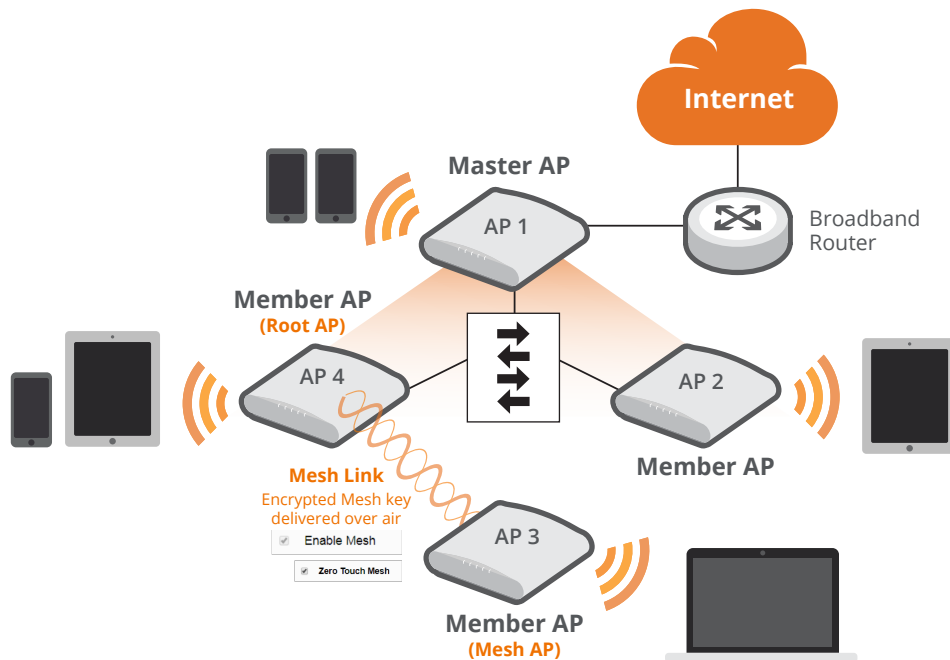 Internet
Master AP
AP 1
Broadband
Router
Member AP
(Root AP)
AP 4
AP 2
Member AP
Mesh Link
Encrypted Mesh key
delivered over air
Enable Mesh
Zero Touch Mesh
AP 3
Member AP
(Mesh AP)